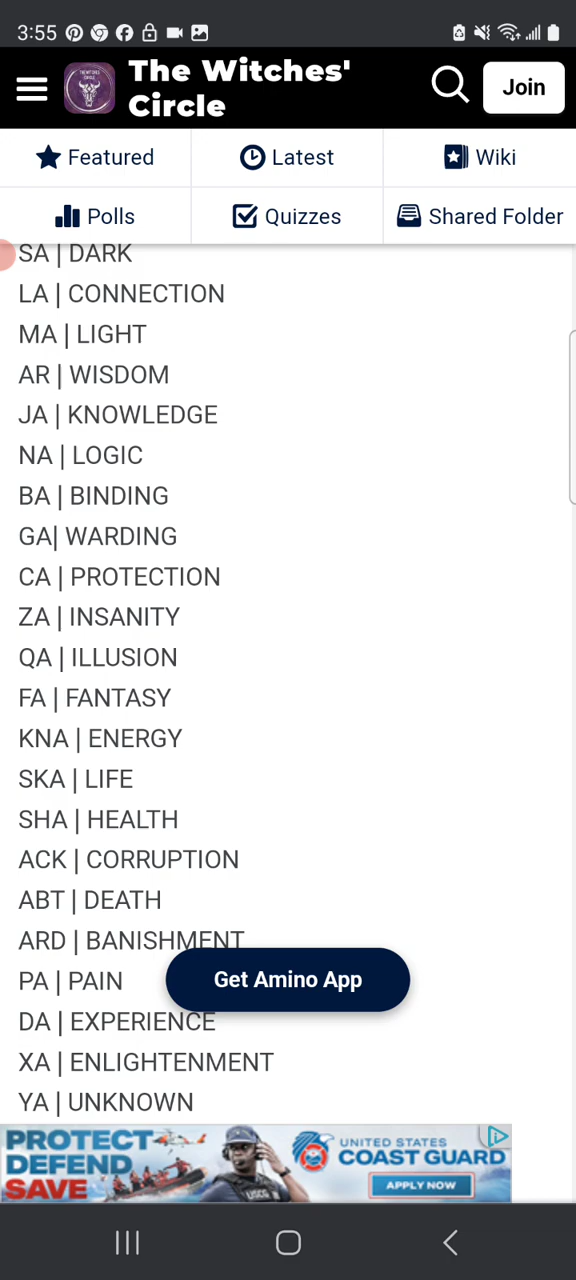 3:55
The Witches'
Circle
Join
Featured
Latest
Wiki
Polls
Quizzes
Shared Folder
SA | DARK
LA | CONNECTION
MA | LIGHT
AR | WISDOM
JA | KNOWLEDGE
NA | LOGIC
BA | BINDING
GA| WARDING
CA | PROTECTION
ZA | INSANITY
QA | ILLUSION
FA | FANTASY
KNA | ENERGY
SKA | LIFE
SHA | HEALTH
ACK | CORRUPTION
ABT | DEATH
ARD | BANISHMENT
PA | PAIN
Get Amino App
DA | EXPERIENCE
XA | ENLIGHTENMENT
YA | UNKNOWN
PROTECT
DEFEND
SAVE
USCG
UNITED STATES
COAST GUARD
APPLY NOW